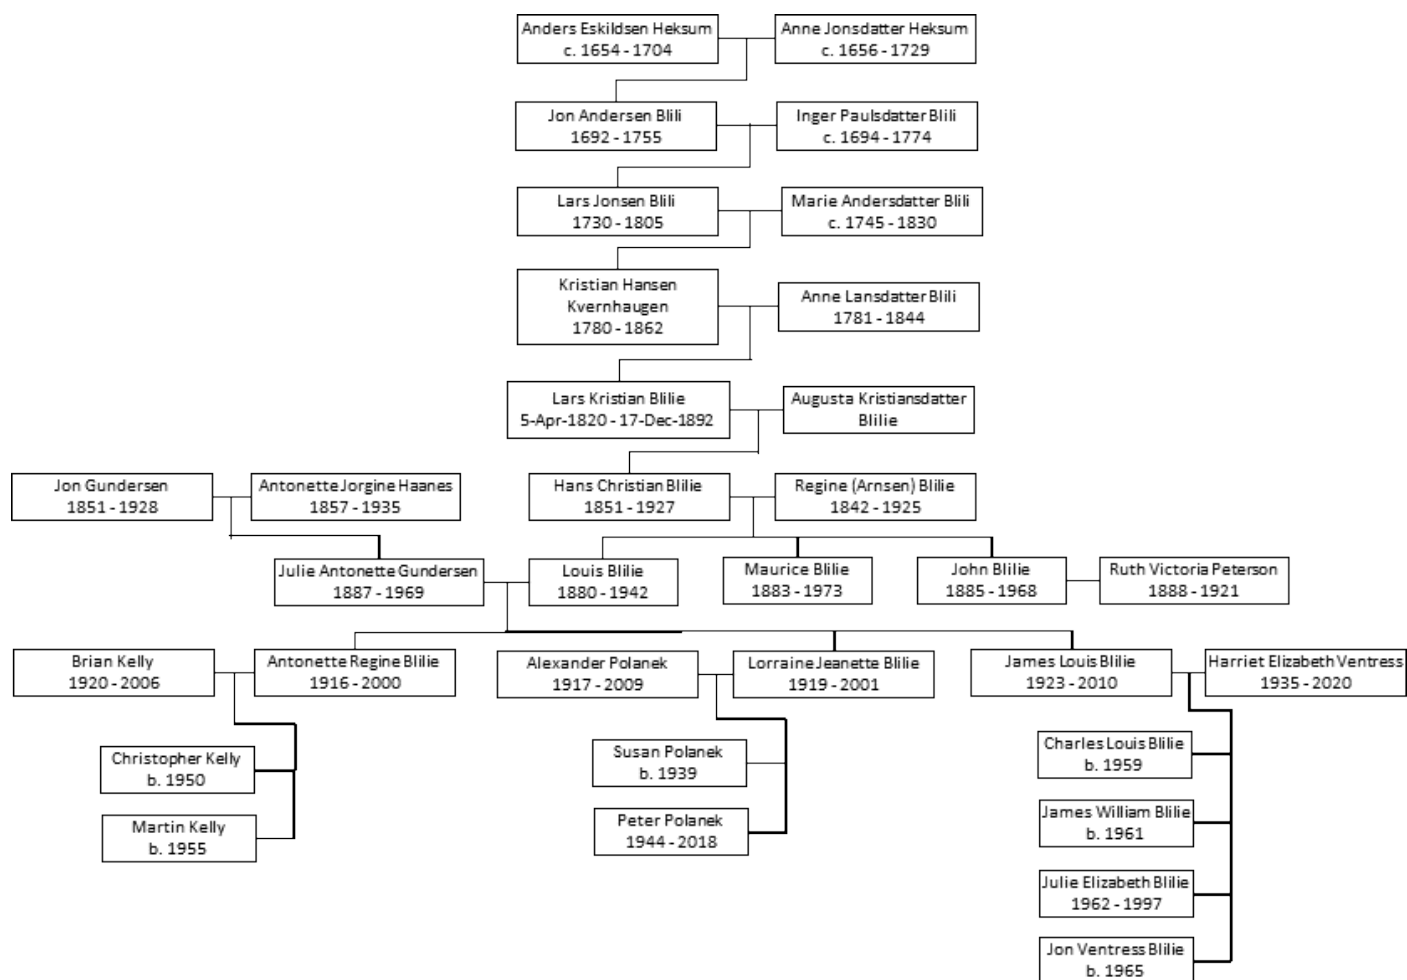 Anders Eskildsen Heksum
c. 1654 - 1704
Anne Jonsdatter Heksum
c. 1656 - 1729
Jon Andersen Blili
1692 - 1755
Inger Paulsdatter Blili
c. 1694 - 1774
Lars Jonsen Blili
1730 - 1805
Marie Andersdatter Blili
c. 1745 - 1830
Kristian Hansen
Kvernhaugen
1780 - 1862
Anne Lansdatter Blili
1781 - 1844
Lars Kristian Blilie
5-Apr-1820 - 17-Dec-1892
Augusta Kristiansdatter
Blilie
Jon Gundersen
1851 - 1928
Antonette Jorgine Haanes
1857 - 1935
Hans Christian Blilie
1851 - 1927
Regine (Arnsen) Blilie
1842 - 1925
Julie Antonette Gundersen
1887 - 1969
Louis Blilie
1880 - 1942
Maurice Blilie
1883 - 1973
John Blilie
1885 - 1968
Ruth Victoria Peterson
1888 - 1921
Brian Kelly
1920 - 2006
Antonette Regine Blilie
1916 - 2000
Alexander Polanek
1917 - 2009
Lorraine Jeanette Blilie
1919 - 2001
James Louis Blilie
1923 - 2010
Harriet Elizabeth Ventress
1935 - 2020
Christopher Kelly
b. 1950
Martin Kelly
b. 1955
Susan Polanek
b. 1939
Peter Polanek
1944 - 2018
Charles Louis Blilie
b. 1959
James William Blilie
b. 1961
Julie Elizabeth Blilie
1962 - 1997
Jon Ventress Blilie
b. 1965